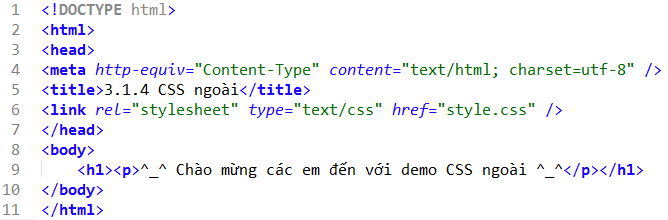 1 <!DOCTYPE html>
2 <html>
3 <head>
4 <meta http-equiv="Content-Type" content="text/html; charset=utf-8" />
5 <title>3.1.4 CSS ngoài</title>
6 <link rel="stylesheet" type="text/css" href="style.css" />
7 </head>
8 <body>
9 <h1><p>^_^ Chào mừng các em đến với demo CSS ngoài ^_^</p></h1>
10 </body>
11 </html>